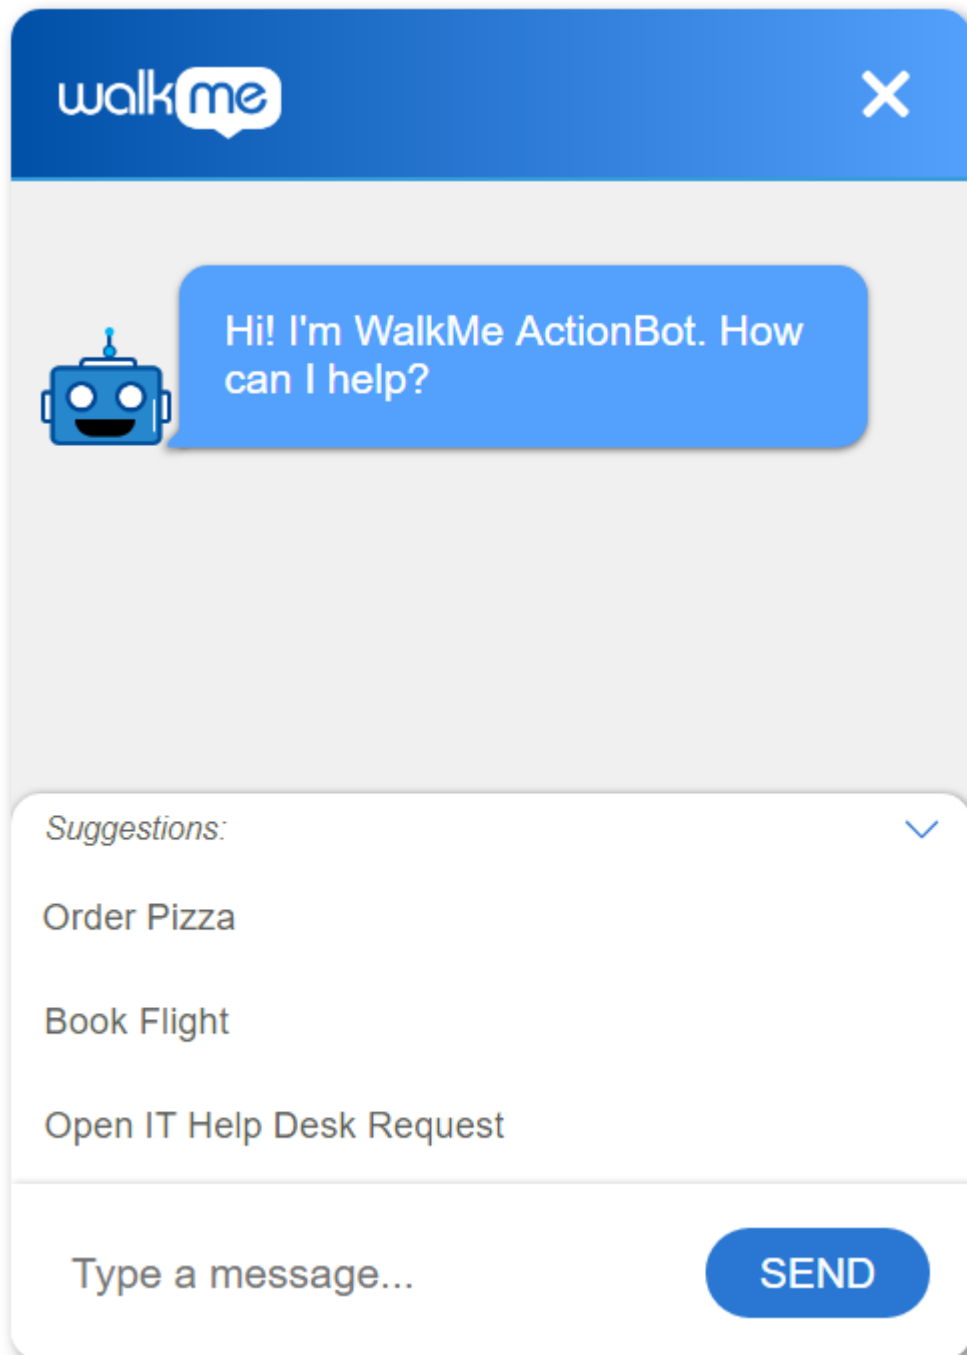 walkme
Hi! I'm WalkMe ActionBot. How
can I help?
Suggestions:
Order Pizza
Book Flight
Open IT Help Desk Request
Type a message...
SEND